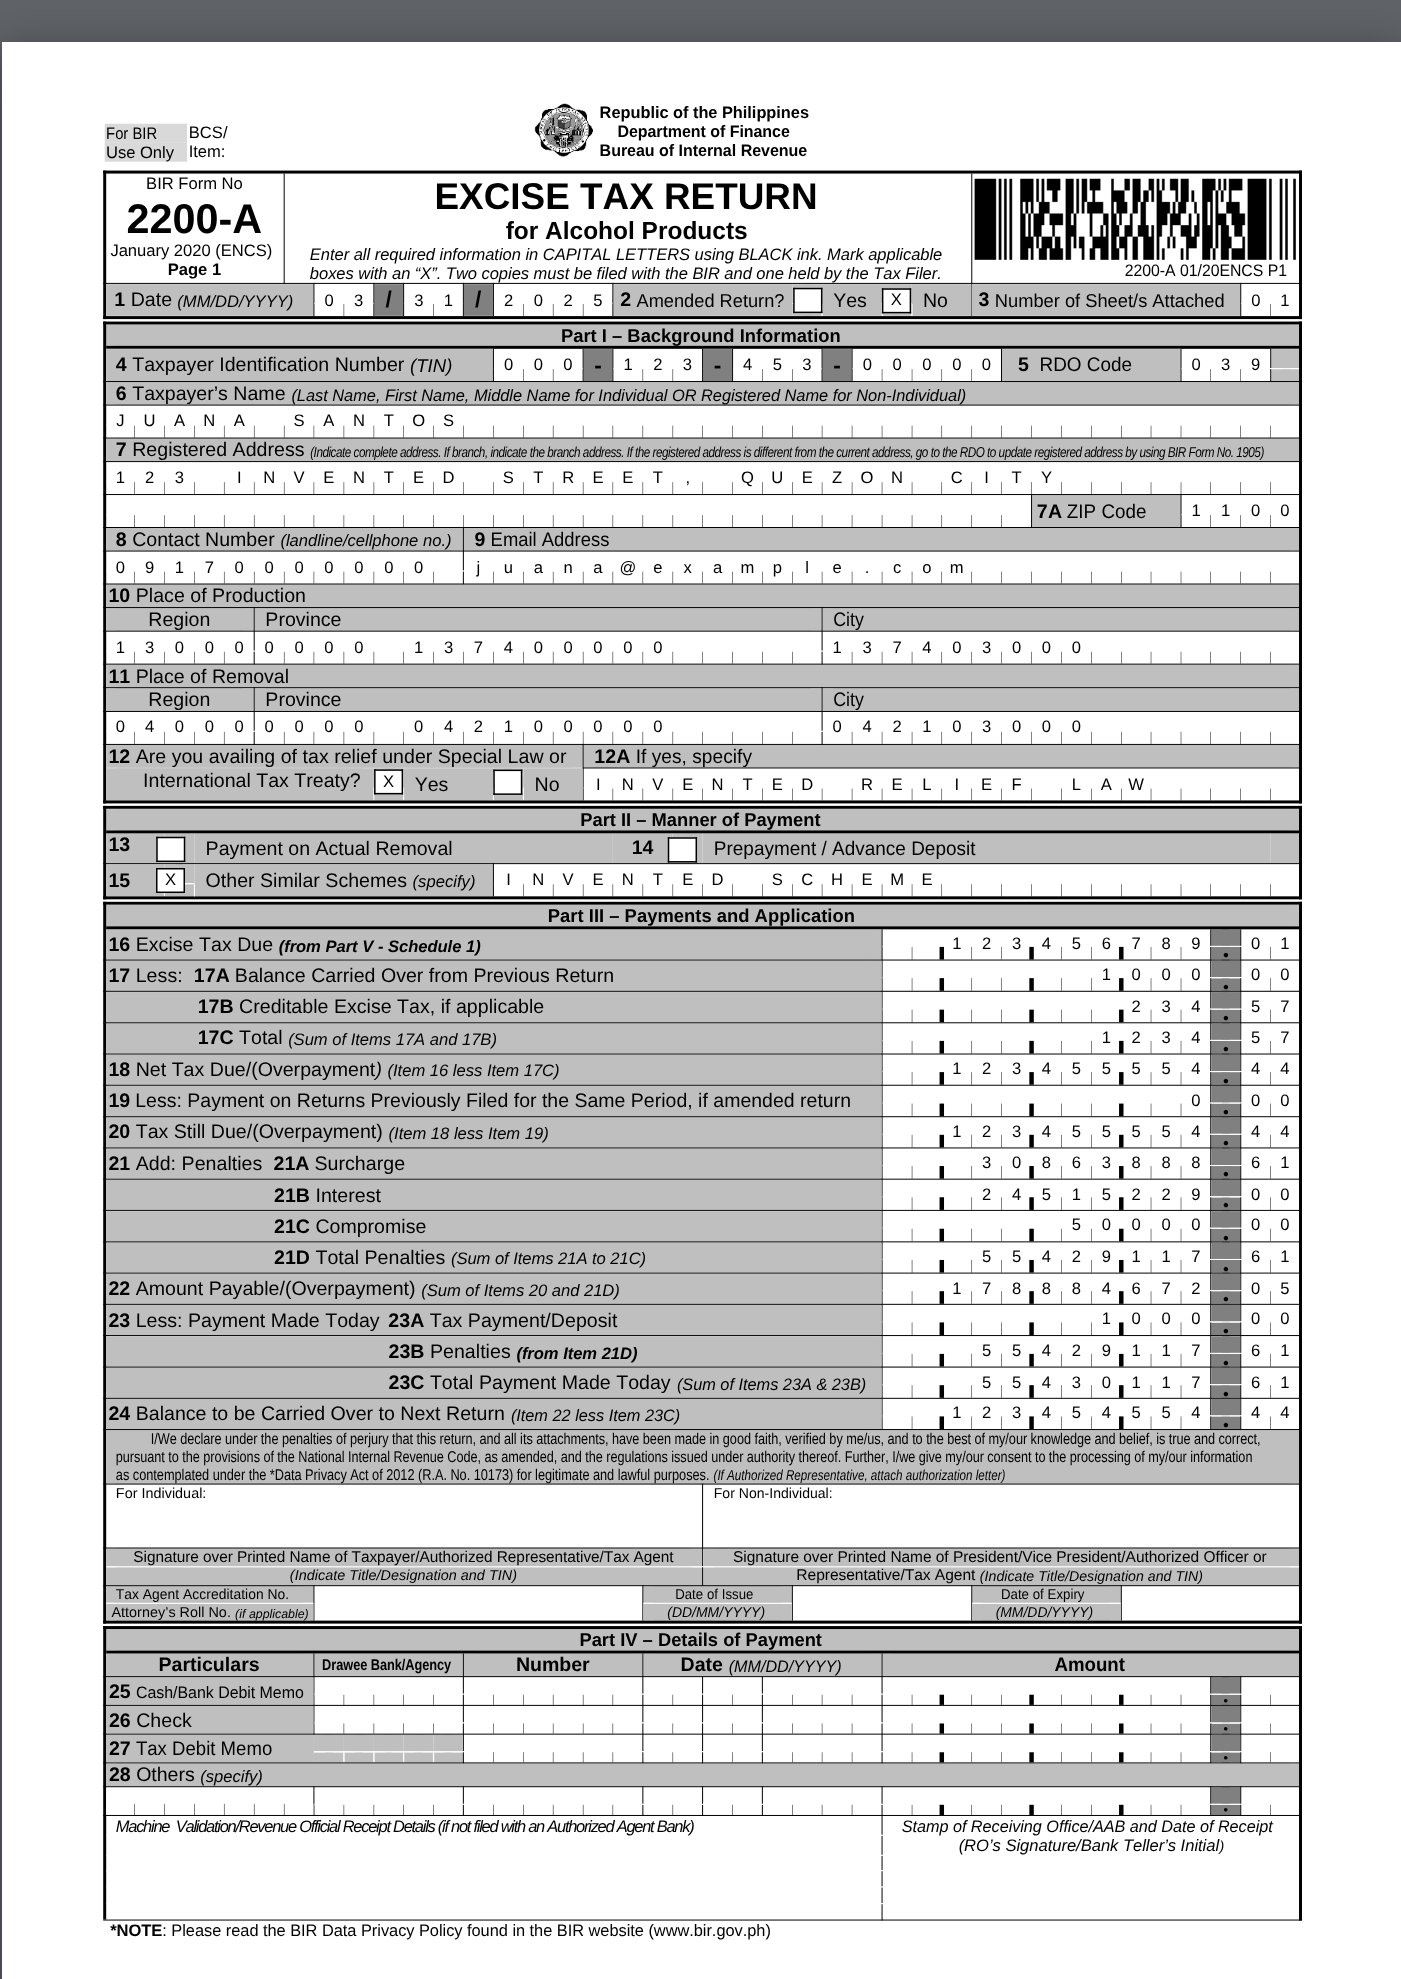 Republic of the Philippines
For BIR Use Only BCS/ Item:
Department of Finance
Bureau of Internal Revenue
BIR Form No
2200-A
January 2020 (ENCS)
Page 1
EXCISE TAX RETURN
for Alcohol Products
Enter all required information in CAPITAL LETTERS using BLACK ink. Mark applicable
boxes with an “X”. Two copies must be filed with the BIR and one held by the Tax Filer.
2200-A 01/20ENCS P1
1 Date (MM/DD/YYYY) 03 / 31 / 2025 2 Amended Return? Yes X No 3 Number of Sheet/s Attached 01
Part I – Background Information
4 Taxpayer Identification Number (TIN) 000 - 123 - 453 - 00000 5 RDO Code 039
6 Taxpayer’s Name (Last Name, First Name, Middle Name for Individual OR Registered Name for Non-Individual)
JUANA SANTOS
7 Registered Address (Indicate complete address. If branch, indicate the branch address. If the registered address is different from the current address, go to the RDO to update registered address by using BIR Form No. 1905)
123 INVENTED STREET, QUEZON CITY
7A ZIP Code 1100
8 Contact Number (landline/cellphone no.) 9 Email Address
09170000000 juana@example.com
10 Place of Production
Region Province City
13000 0000 137400000 137403000
11 Place of Removal
Region Province City
04000 0000 042100000 042103000
12 Are you availing of tax relief under Special Law or 12A If yes, specify
International Tax Treaty? X Yes No INVENTED RELIEF LAW
Part II – Manner of Payment
13 Payment on Actual Removal 14 Prepayment / Advance Deposit
15 X Other Similar Schemes (specify) INVENTED SCHEME
Part III – Payments and Application
16 Excise Tax Due (from Part V - Schedule 1) 123456789.01
17 Less: 17A Balance Carried Over from Previous Return 1000.00
17B Creditable Excise Tax, if applicable 234.57
17C Total (Sum of Items 17A and 17B) 1234.57
18 Net Tax Due/(Overpayment) (Item 16 less Item 17C) 123455554.44
19 Less: Payment on Returns Previously Filed for the Same Period, if amended return 0.00
20 Tax Still Due/(Overpayment) (Item 18 less Item 19) 123455554.44
21 Add: Penalties 21A Surcharge 30863888.61
21B Interest 24515229.00
21C Compromise 50000.00
21D Total Penalties (Sum of Items 21A to 21C) 55429117.61
22 Amount Payable/(Overpayment) (Sum of Items 20 and 21D) 178884672.05
23 Less: Payment Made Today 23A Tax Payment/Deposit 1000.00
23B Penalties (from Item 21D) 55429117.61
23C Total Payment Made Today (Sum of Items 23A & 23B) 55430117.61
24 Balance to be Carried Over to Next Return (Item 22 less Item 23C) 123454554.44
I/We declare under the penalties of perjury that this return, and all its attachments, have been made in good faith, verified by me/us, and to the best of my/our knowledge and belief, is true and correct,
pursuant to the provisions of the National Internal Revenue Code, as amended, and the regulations issued under authority thereof. Further, I/we give my/our consent to the processing of my/our information
as contemplated under the *Data Privacy Act of 2012 (R.A. No. 10173) for legitimate and lawful purposes. (If Authorized Representative, attach authorization letter)
For Individual: For Non-Individual:
Signature over Printed Name of Taxpayer/Authorized Representative/Tax Agent Signature over Printed Name of President/Vice President/Authorized Officer or
(Indicate Title/Designation and TIN) Representative/Tax Agent (Indicate Title/Designation and TIN)
Tax Agent Accreditation No. Date of Issue Date of Expiry
Attorney’s Roll No. (if applicable) (DD/MM/YYYY) (MM/DD/YYYY)
Part IV – Details of Payment
Particulars Drawee Bank/Agency Number Date (MM/DD/YYYY) Amount
25 Cash/Bank Debit Memo
26 Check
27 Tax Debit Memo
28 Others (specify)
Machine Validation/Revenue Official Receipt Details (if not filed with an Authorized Agent Bank) Stamp of Receiving Office/AAB and Date of Receipt
(RO’s Signature/Bank Teller’s Initial)
*NOTE: Please read the BIR Data Privacy Policy found in the BIR website (www.bir.gov.ph)